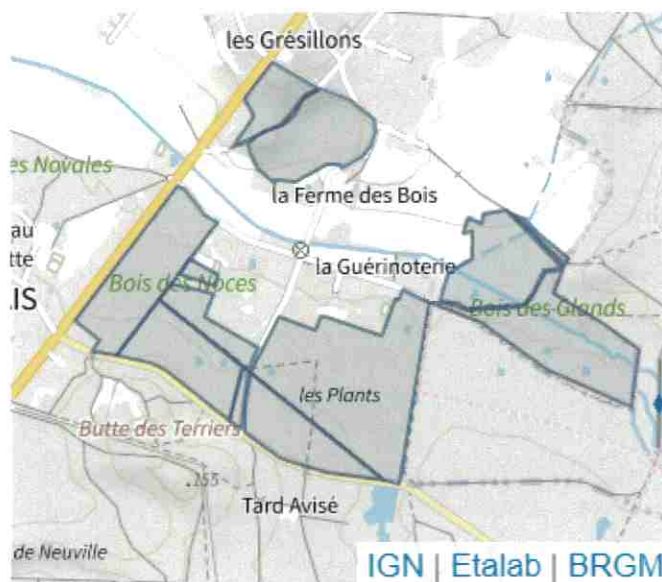 les Grésillons
es Novales
la Ferme des Bois
au
tte
la Guérinoterie
Bois des Noces
IS
Bois des Glands
les Plants
Butte des Terriers
.155
Tard Avisé
de Neuville
IGN | Etalab | BRGM